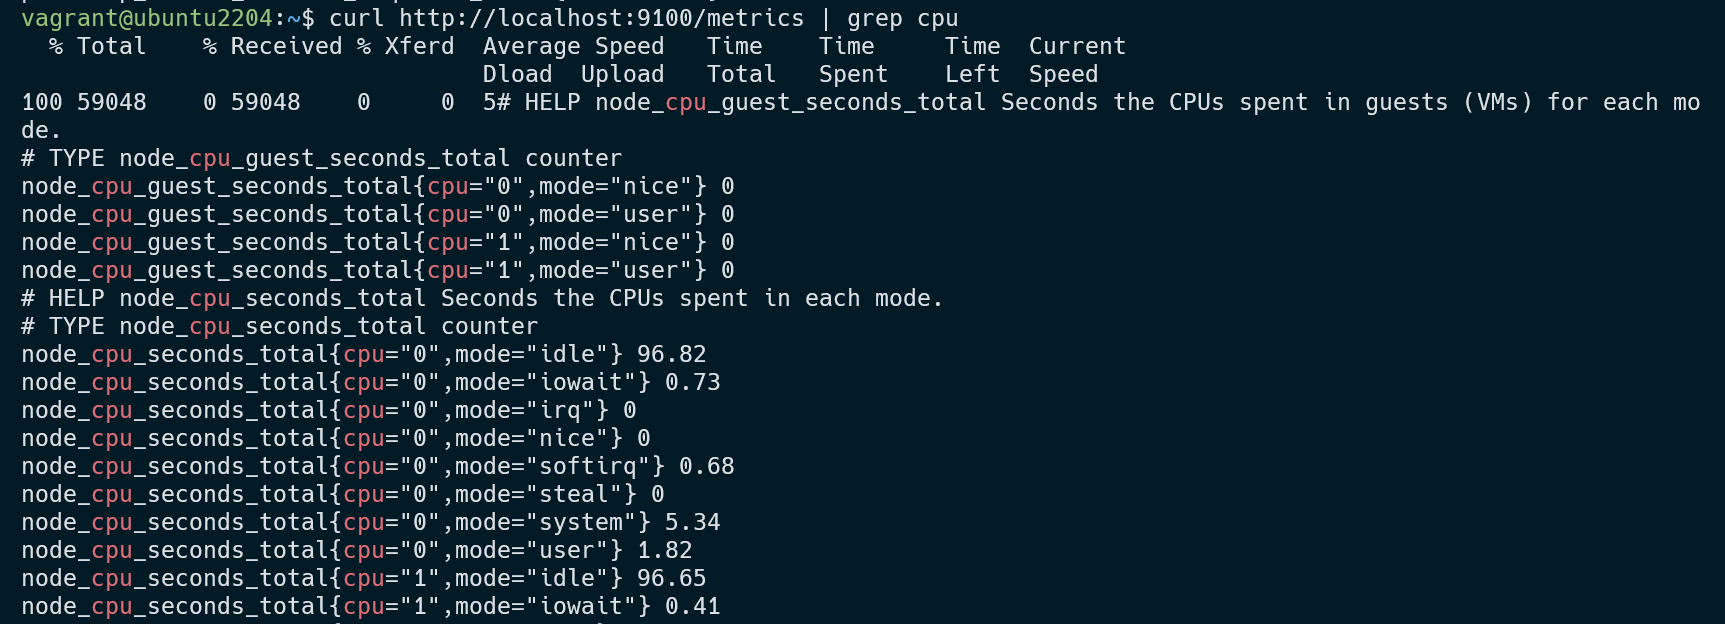 vagrant@ubuntu2204:~$ curl http://localhost:9100/metrics | grep cpu
  % Total    % Received % Xferd  Average Speed   Time    Time     Time  Current
                                 Dload  Upload   Total   Spent    Left  Speed
100 59048    0 59048    0     0  5# HELP node_cpu_guest_seconds_total Seconds the CPUs spent in guests (VMs) for each mo
de.
# TYPE node_cpu_guest_seconds_total counter
node_cpu_guest_seconds_total{cpu="0",mode="nice"} 0
node_cpu_guest_seconds_total{cpu="0",mode="user"} 0
node_cpu_guest_seconds_total{cpu="1",mode="nice"} 0
node_cpu_guest_seconds_total{cpu="1",mode="user"} 0
# HELP node_cpu_seconds_total Seconds the CPUs spent in each mode.
# TYPE node_cpu_seconds_total counter
node_cpu_seconds_total{cpu="0",mode="idle"} 96.82
node_cpu_seconds_total{cpu="0",mode="iowait"} 0.73
node_cpu_seconds_total{cpu="0",mode="irq"} 0
node_cpu_seconds_total{cpu="0",mode="nice"} 0
node_cpu_seconds_total{cpu="0",mode="softirq"} 0.68
node_cpu_seconds_total{cpu="0",mode="steal"} 0
node_cpu_seconds_total{cpu="0",mode="system"} 5.34
node_cpu_seconds_total{cpu="0",mode="user"} 1.82
node_cpu_seconds_total{cpu="1",mode="idle"} 96.65
node_cpu_seconds_total{cpu="1",mode="iowait"} 0.41